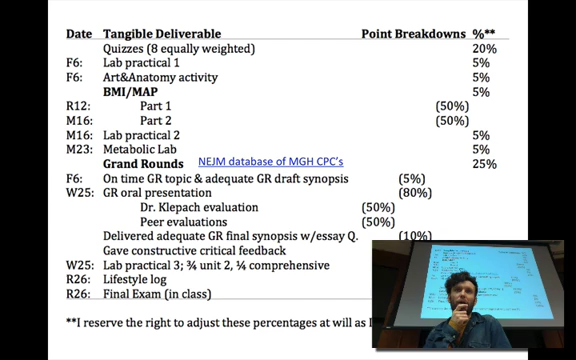 Date Tangible Deliverable Point Breakdowns %**
Quizzes (8 equally weighted) 20%
F6: Lab practical 1 5%
F6: Art&Anatomy activity 5%
BMI/MAP 5%
R12: Part 1 (50%)
M16: Part 2 (50%)
M16: Lab practical 2 5%
M23: Metabolic Lab 5%
Grand Rounds NEJM database of MGH CPC's 25%
F6: On time GR topic & adequate GR draft synopsis (5%)
W25: GR oral presentation (80%)
Dr. Klepach evaluation (50%)
Peer evaluations (50%)
Delivered adequate GR final synopsis w/essay Q. (10%)
Gave constructive critical feedback
W25: Lab practical 3; ¾ unit 2, ¼ comprehensive
R26: Lifestyle log
R26: Final Exam (in class)
**I reserve the right to adjust these percentages at will as I